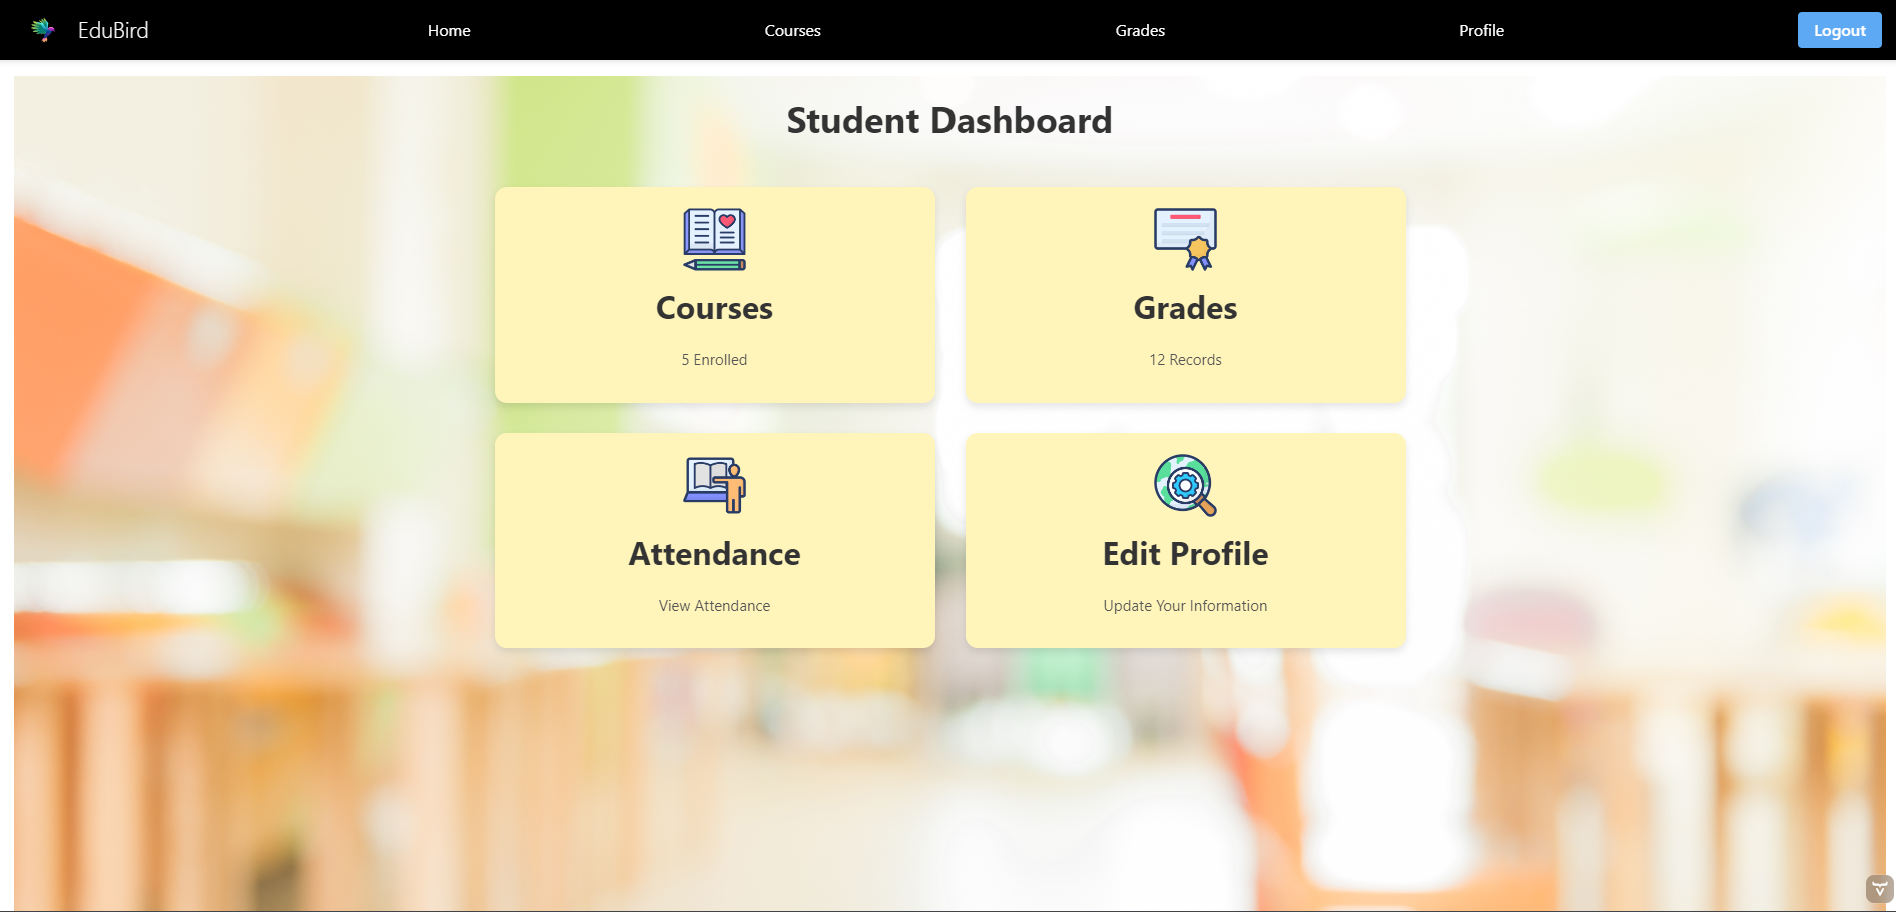 EduBird
Home
Courses
Grades
Profile
Logout
Student Dashboard
Courses
5 Enrolled
Grades
12 Records
Attendance
View Attendance
Edit Profile
Update Your Information